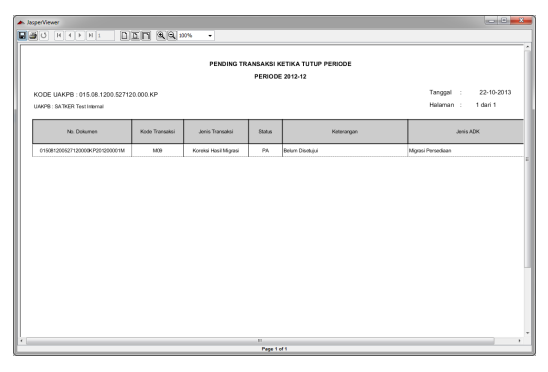 JasperViewer
100%
PENDING TRANSAKSI KETIKA TUTUP PERIODE
PERIODE 2012-12
KODE UAKPB : 015.08.1200.527120.000.KP
Tanggal : 22-10-2013
UAKPB : SATKER Test Internal
Halaman : 1 dari 1
No. Dokumen Kode Transaksi Jenis Transaksi Status Keterangan Jenis ADK
015081200527120000KP201200001M M09 Koreksi Hasil Migrasi PA Belum Disetujui Migrasi Persediaan
Page 1 of 1